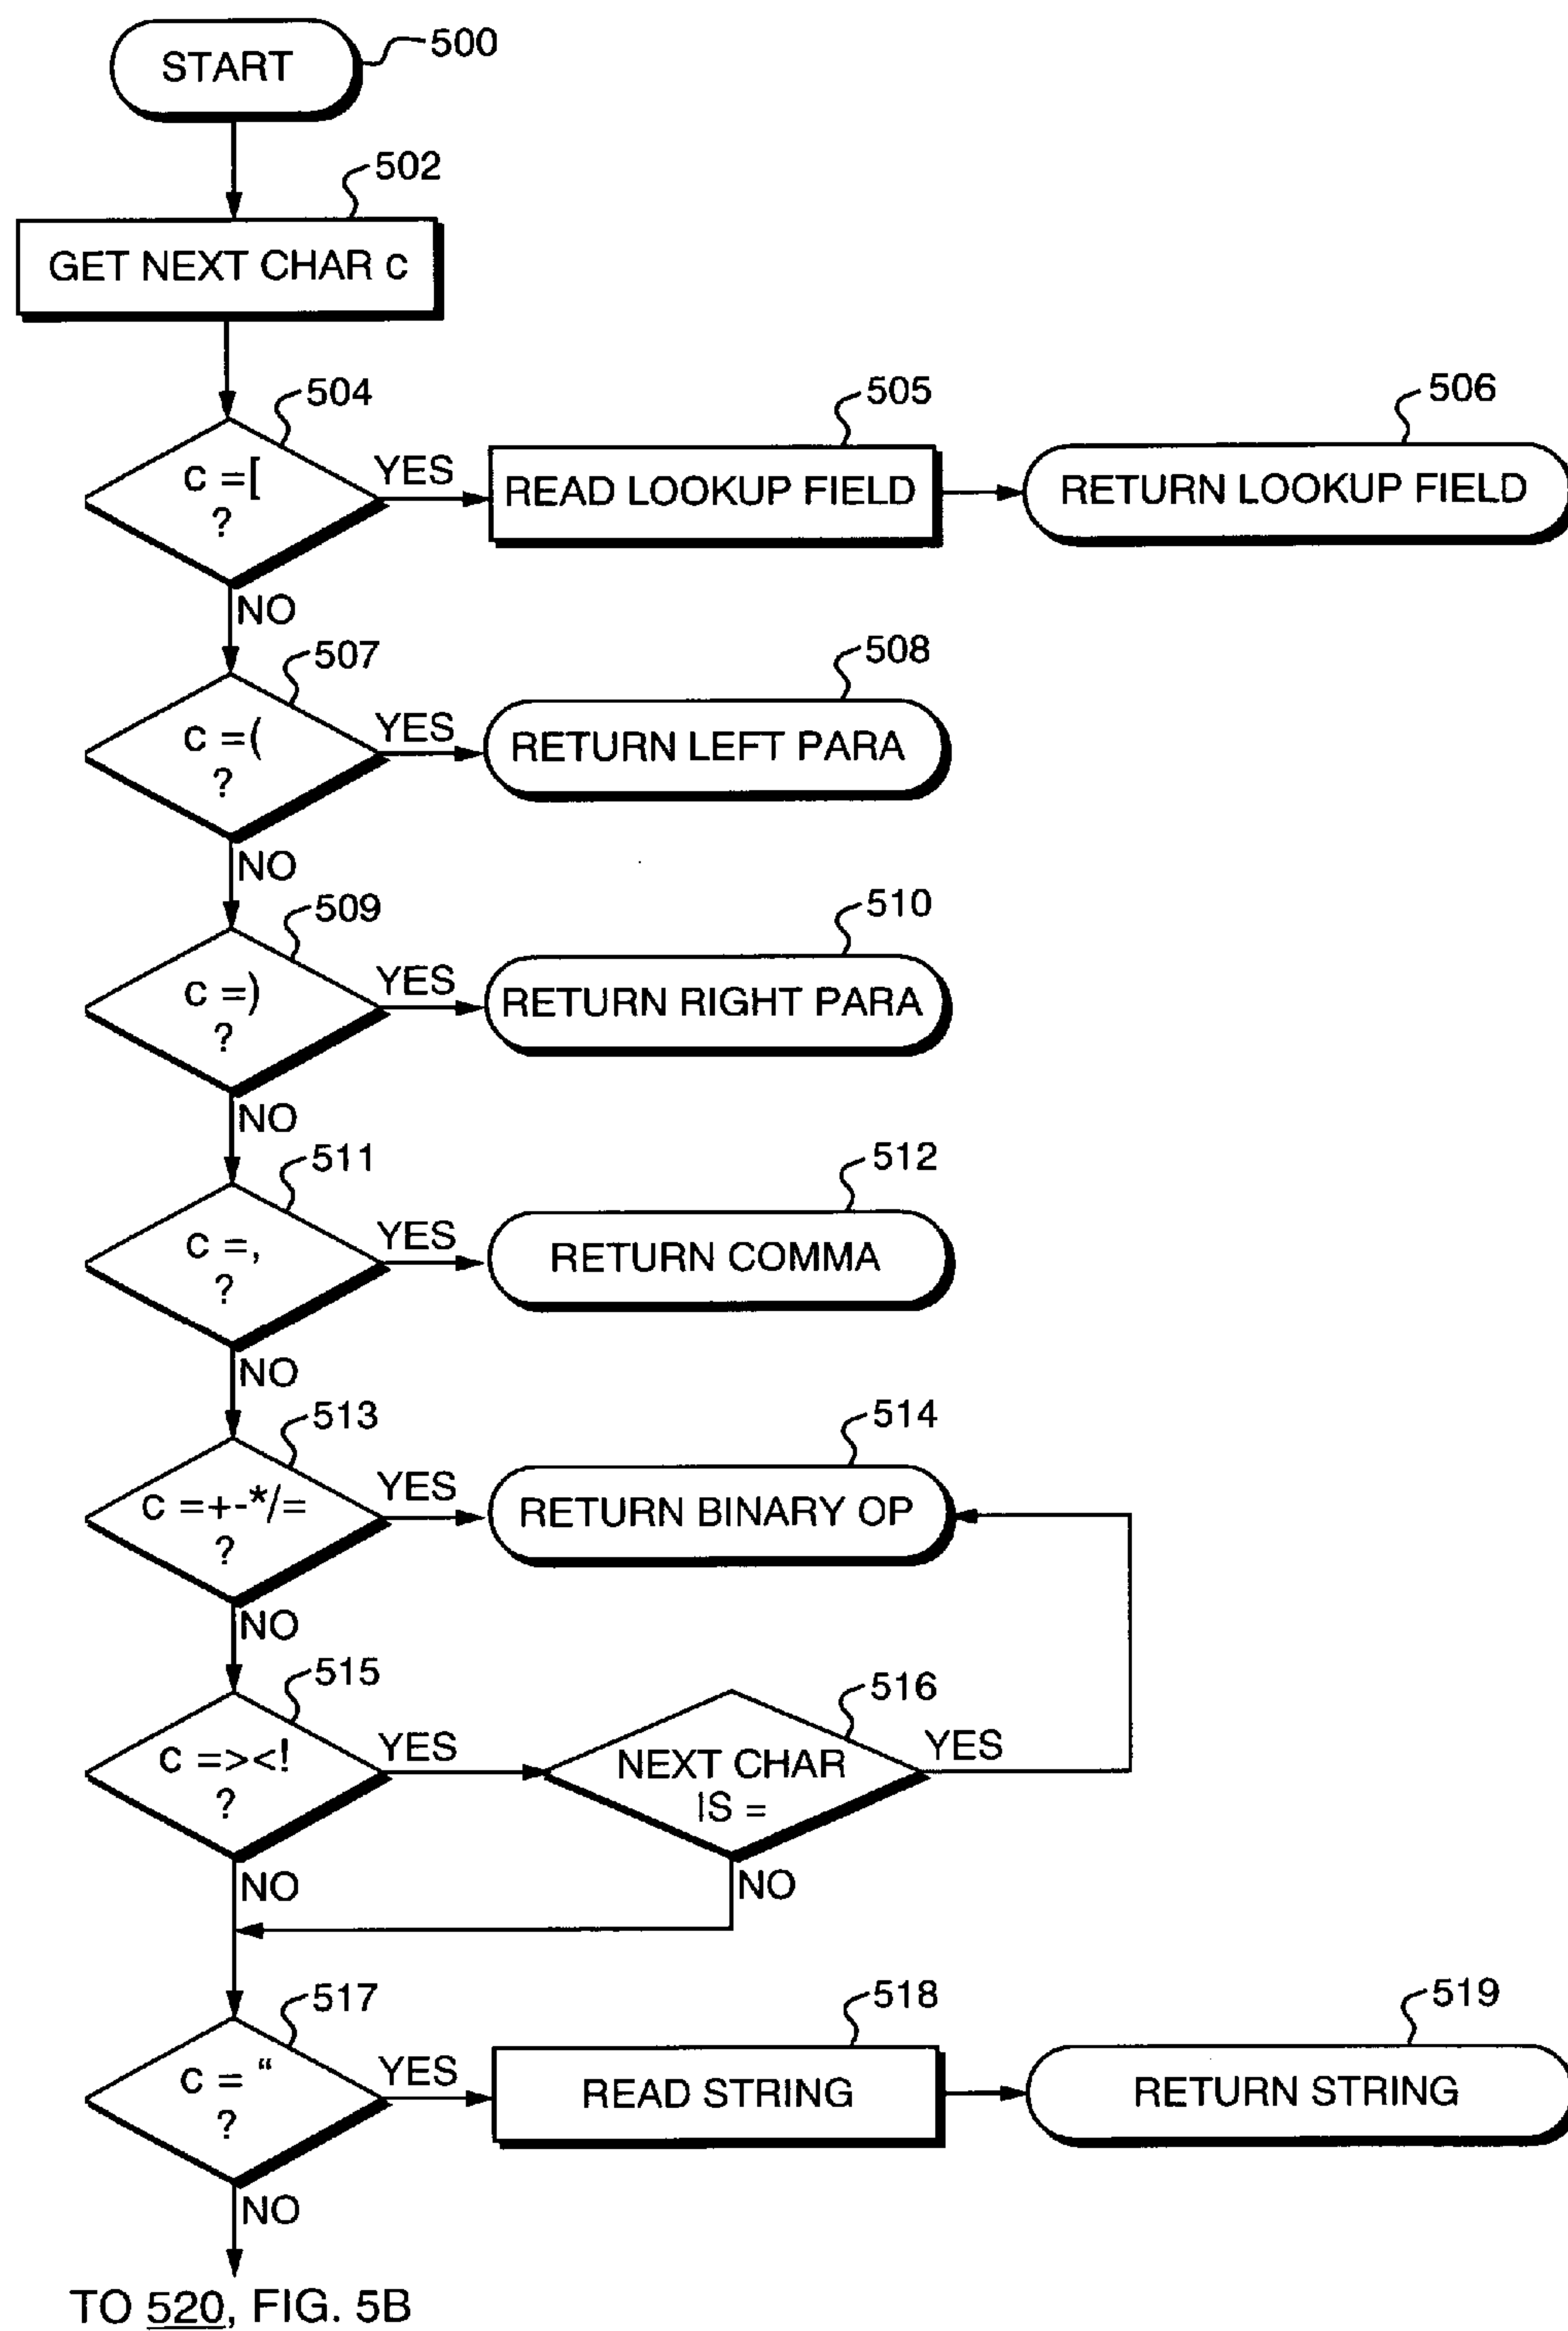 START
500
502
GET NEXT CHAR c
504
c =[
?
YES
505
READ LOOKUP FIELD
506
RETURN LOOKUP FIELD
NO
507
c =(
?
YES
508
RETURN LEFT PARA
NO
509
c =)
?
YES
510
RETURN RIGHT PARA
NO
511
c =,
?
YES
512
RETURN COMMA
NO
513
c =+-*/=
?
YES
514
RETURN BINARY OP
NO
515
c =><!
?
YES
516
NEXT CHAR
IS =
YES
NO
NO
517
c = “
?
YES
518
READ STRING
519
RETURN STRING
NO
TO 520, FIG. 5B